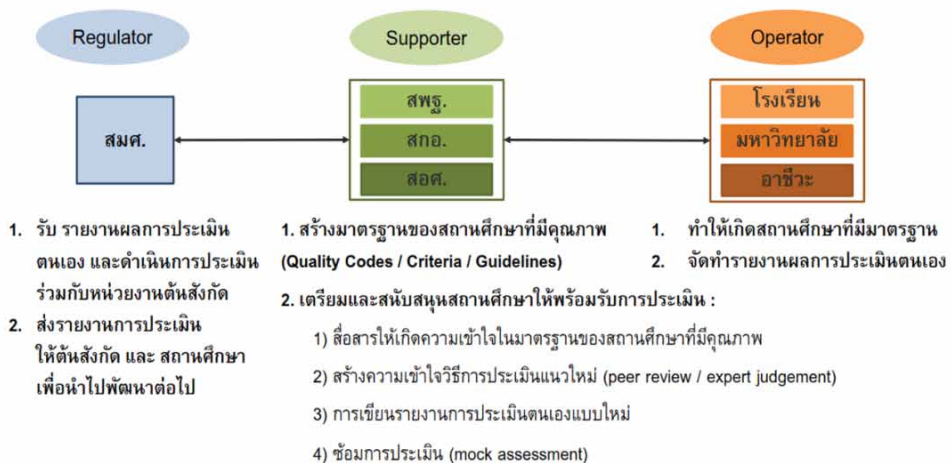 Regulator
Supporter
Operator
สมศ.
สพฐ.
สกอ.
สอศ.
โรงเรียน
มหาวิทยาลัย
อาชีวะ
1. รับ รายงานผลการประเมิน
ตนเอง และดำเนินการประเมิน
ร่วมกับหน่วยงานต้นสังกัด
2. ส่งรายงานการประเมิน
ให้ต้นสังกัด และ สถานศึกษา
เพื่อนำไปพัฒนาต่อไป
1. สร้างมาตรฐานของสถานศึกษาที่มีคุณภาพ
(Quality Codes / Criteria / Guidelines)
2. เตรียมและสนับสนุนสถานศึกษาให้พร้อมรับการประเมิน :
1) สื่อสารให้เกิดความเข้าใจในมาตรฐานของสถานศึกษาที่มีคุณภาพ
2) สร้างความเข้าใจวิธีการประเมินแนวใหม่ (peer review / expert judgement)
3) การเขียนรายงานการประเมินตนเองแบบใหม่
4) ซ้อมการประเมิน (mock assessment)
1. ทำให้เกิดสถานศึกษาที่มีมาตรฐาน
2. จัดทำรายงานผลการประเมินตนเอง